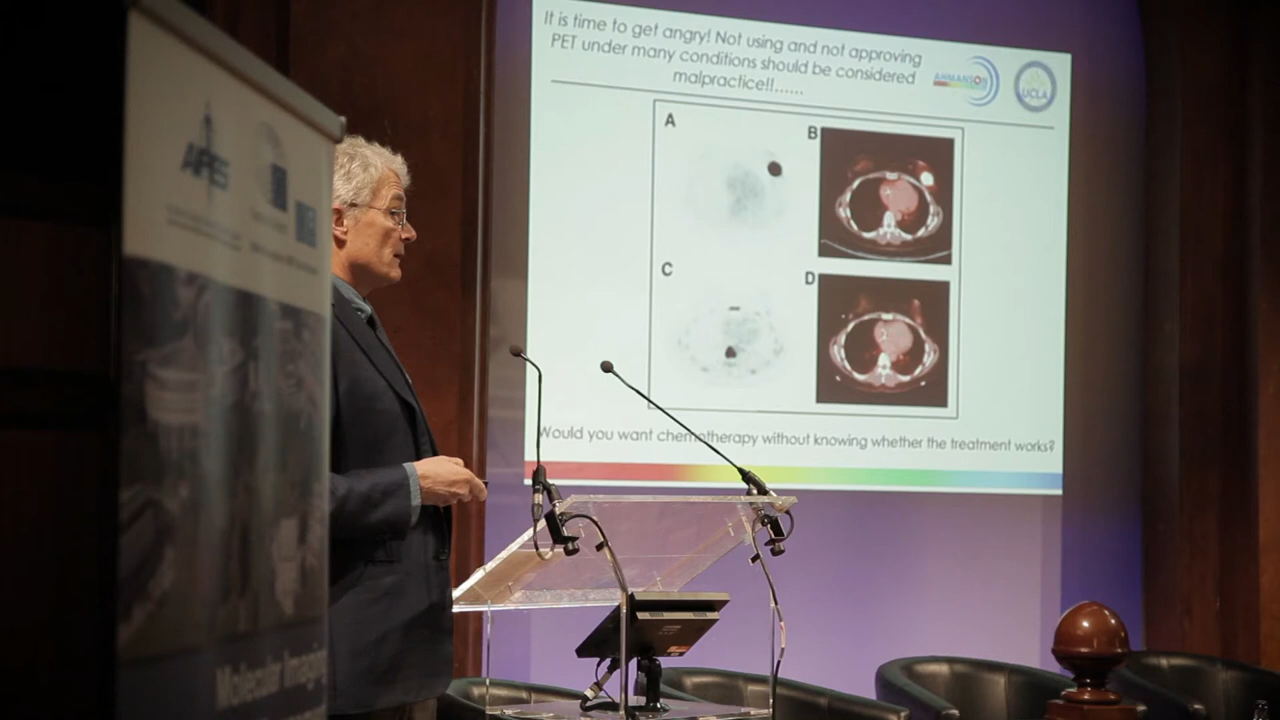 It is time to get angry! Not using and not approving
PET under many conditions should be considered
malpractice!!......
AHMANSON
UCLA
A
B
C
D
Would you want chemotherapy without knowing whether the treatment works?
AIPES
Molecular Imaging